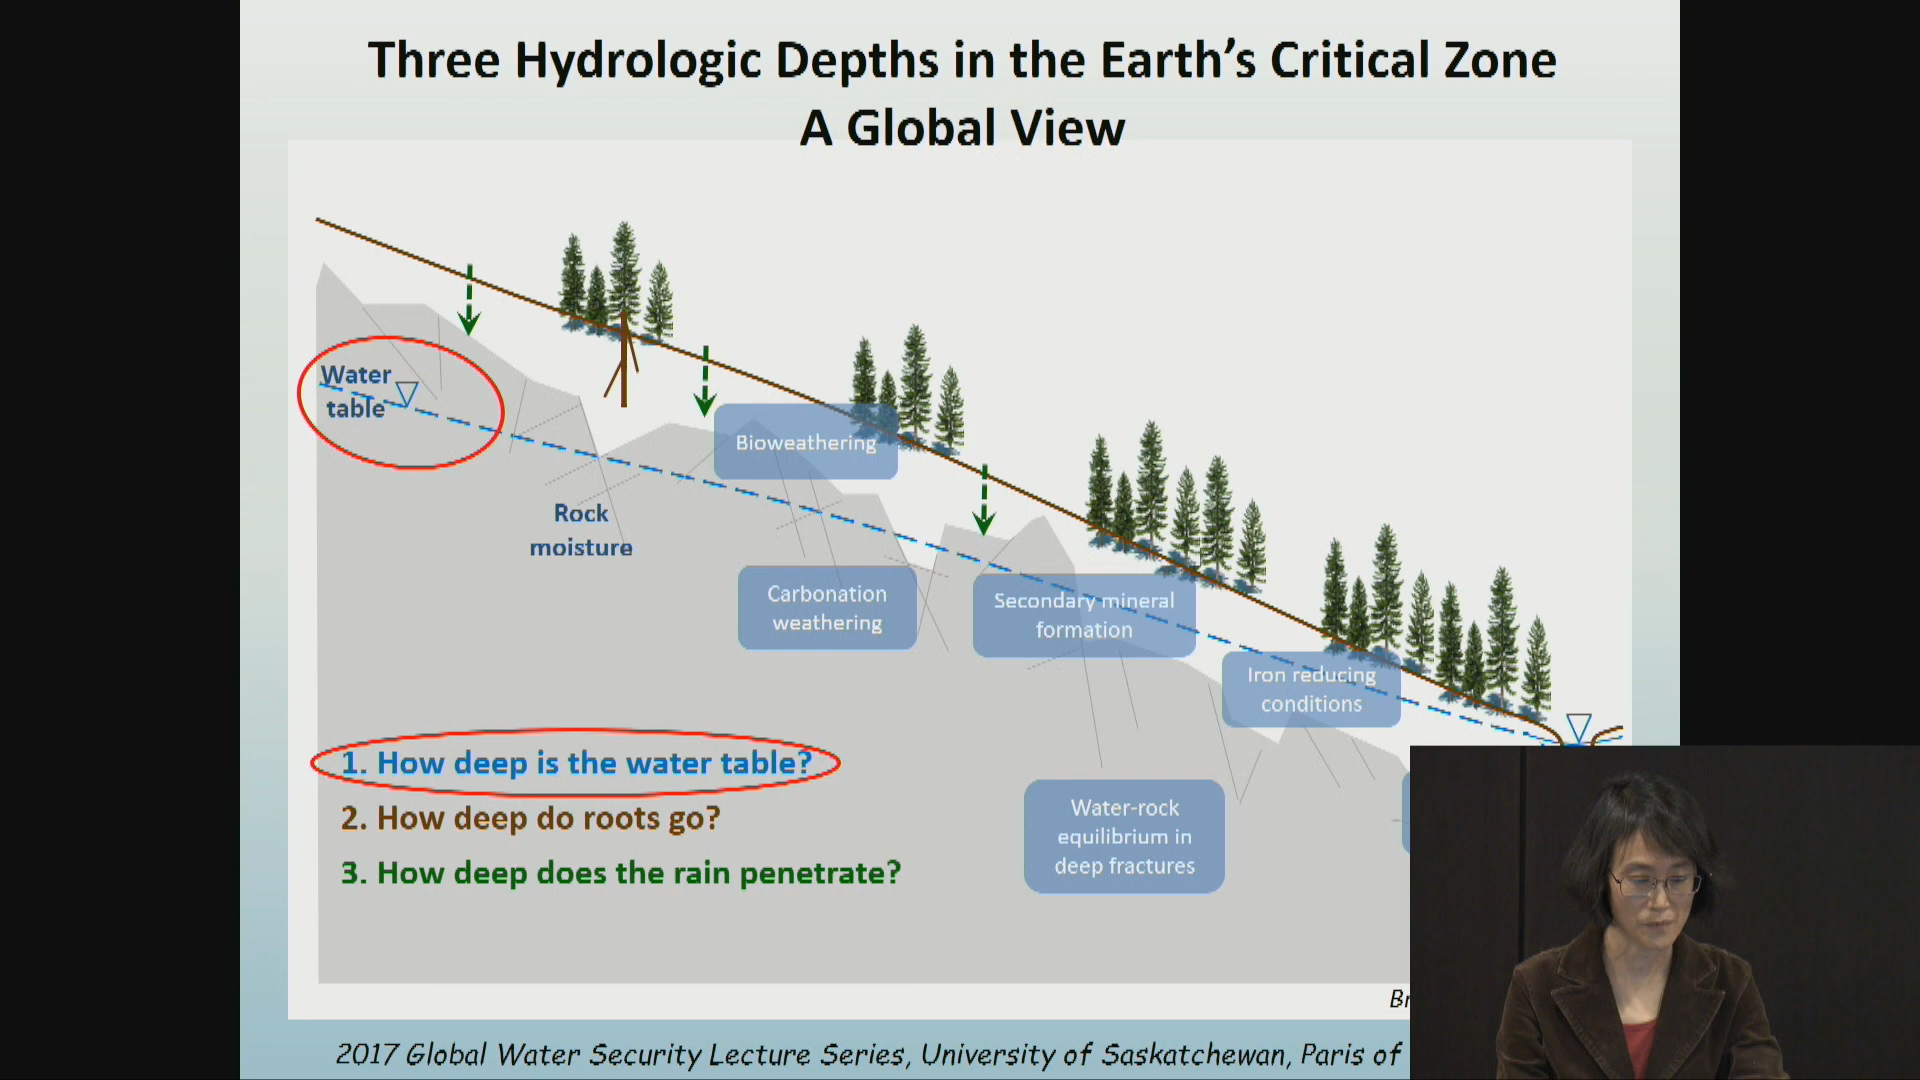 Three Hydrologic Depths in the Earth's Critical Zone
A Global View
Water
table
Bioweathering
Rock
moisture
Carbonation
weathering
Secondary mineral
formation
Iron reducing
conditions
1. How deep is the water table?
2. How deep do roots go?
3. How deep does the rain penetrate?
Water-rock
equilibrium in
deep fractures
2017 Global Water Security Lecture Series, University of Saskatchewan, Paris of